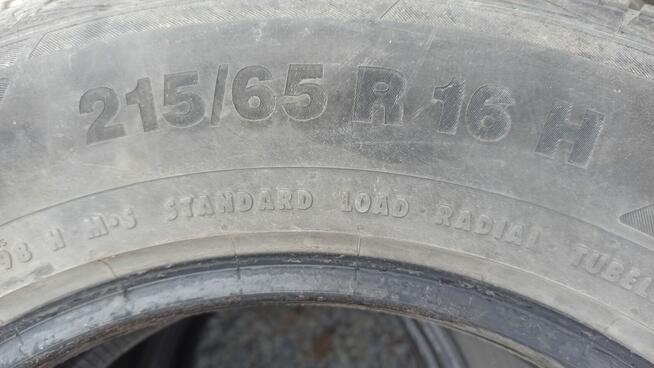 215/65 R 16 H
98 H M+S STANDARD LOAD RADIAL TUBEL